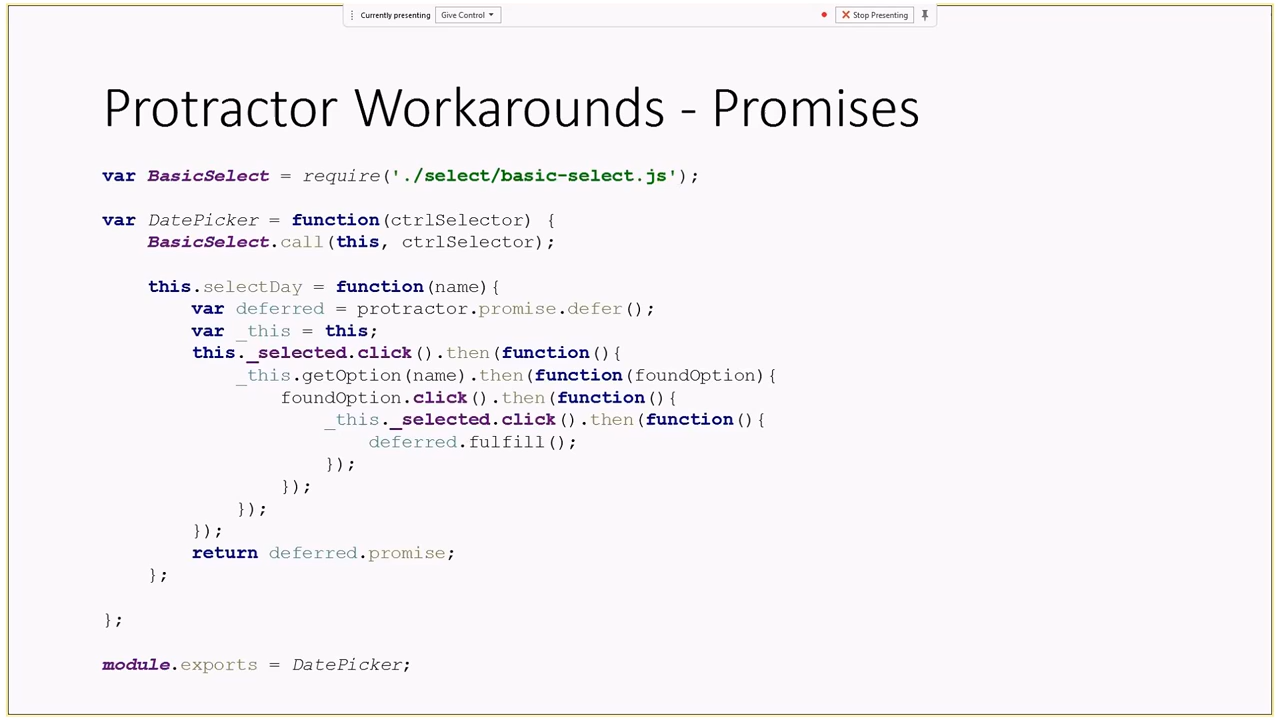 Currently presenting Give Control Stop Presenting
Protractor Workarounds - Promises
var BasicSelect = require('./select/basic-select.js');
var DatePicker = function(ctrlSelector) {
    BasicSelect.call(this, ctrlSelector);
    this.selectDay = function(name){
        var deferred = protractor.promise.defer();
        var _this = this;
        this._selected.click().then(function(){
            _this.getOption(name).then(function(foundOption){
                foundOption.click().then(function(){
                    _this._selected.click().then(function(){
                        deferred.fulfill();
                    });
                });
            });
        });
        return deferred.promise;
    };
};
module.exports = DatePicker;